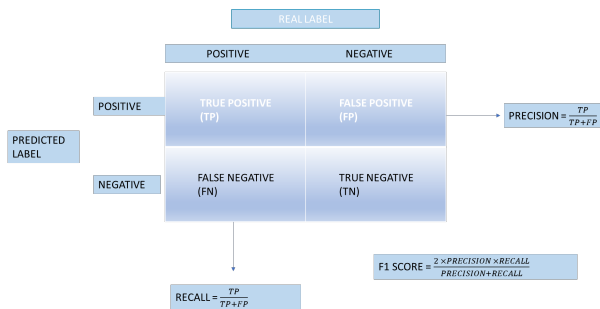 REAL LABEL
POSITIVE NEGATIVE
POSITIVE
TRUE POSITIVE
(TP)
FALSE POSITIVE
(FP)
PRECISION = TP / TP+FP
PREDICTED
LABEL
NEGATIVE
FALSE NEGATIVE
(FN)
TRUE NEGATIVE
(TN)
F1 SCORE = 2 ×PRECISION ×RECALL / PRECISION+RECALL
RECALL = TP / TP+FP